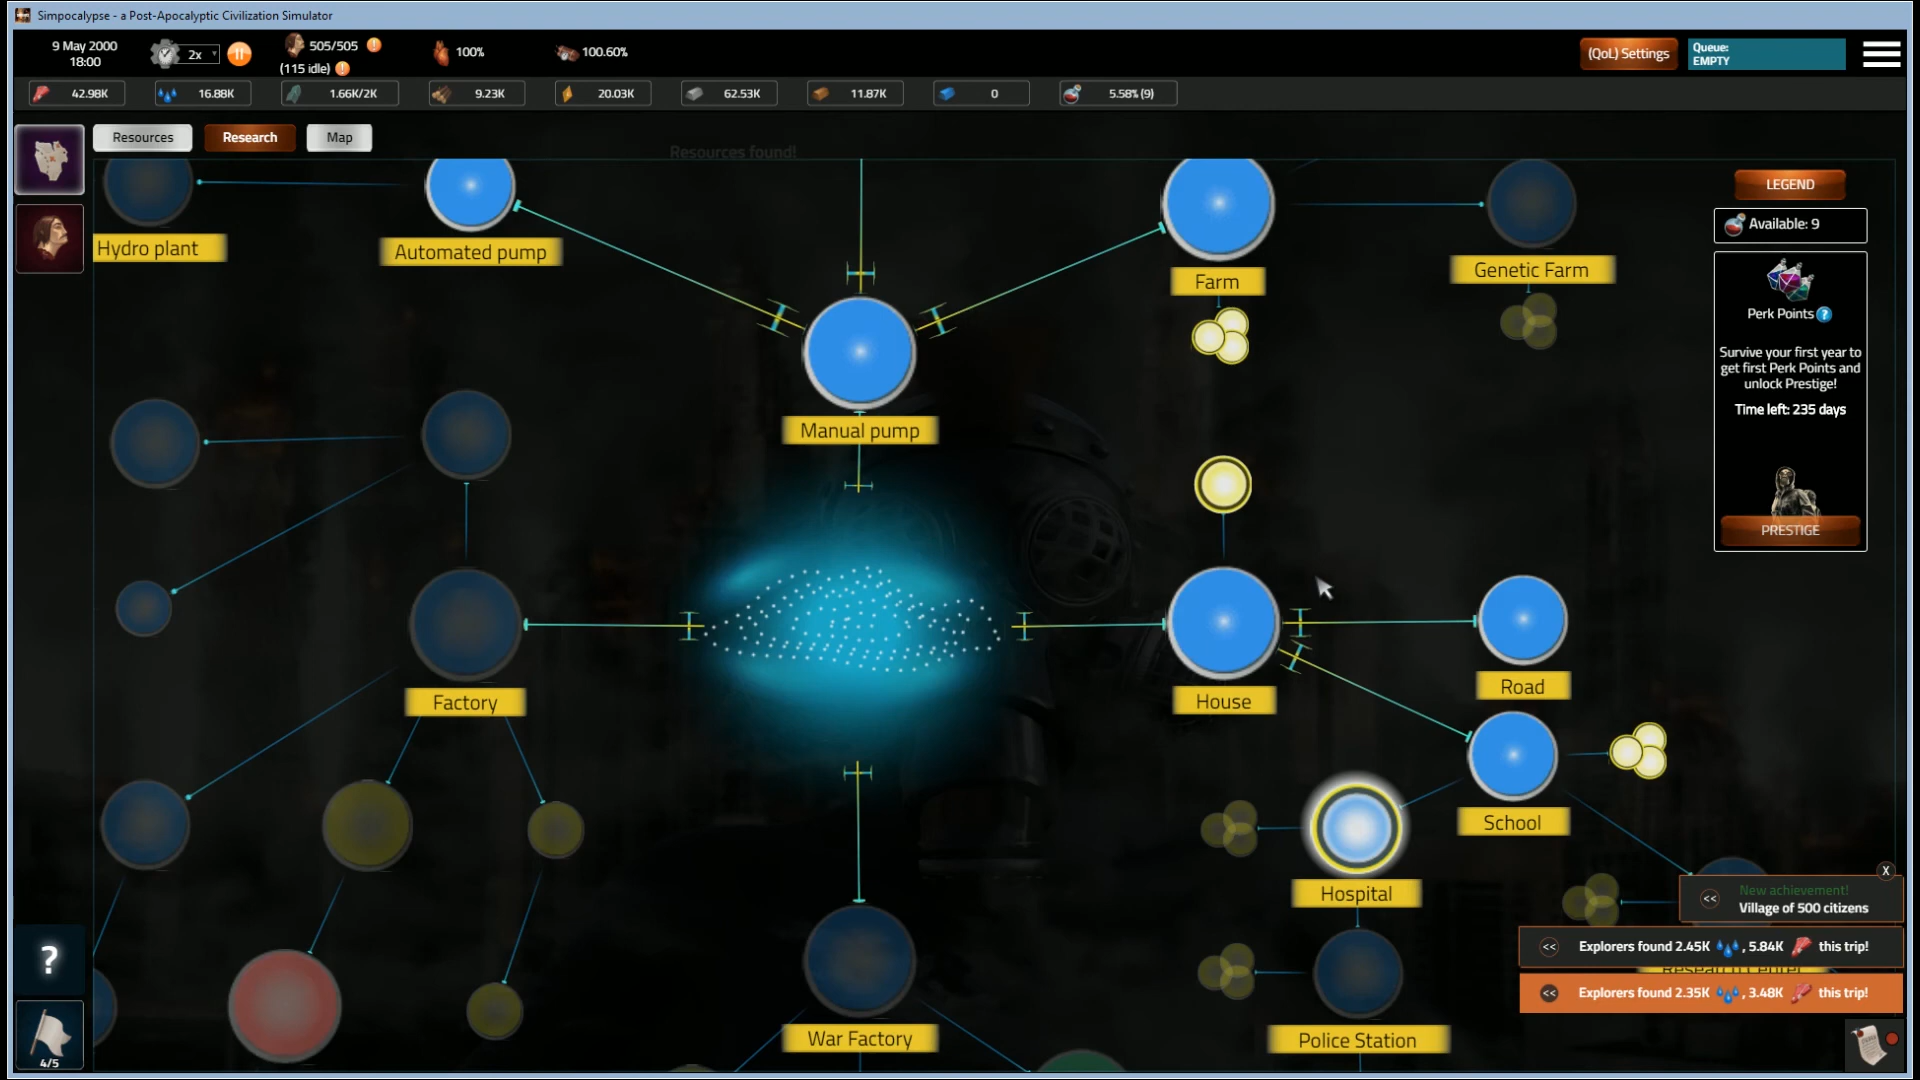 Simpocalypse - a Post-Apocalyptic Civilization Simulator
9 May 2000
18:00
2x
505/505
(115 idle)
100%
100.60%
(QoL) Settings
Queue:
EMPTY
42.98K
16.88K
1.66K/2K
9.23K
20.03K
62.53K
11.87K
0
5.58% (9)
Resources
Research
Map
Resources found!
LEGEND
Available: 9
Perk Points ?
Survive your first year to
get first Perk Points and
unlock Prestige!
Time left: 235 days
PRESTIGE
Hydro plant
Automated pump
Farm
Genetic Farm
Manual pump
Factory
House
Road
School
Hospital
Research Center
War Factory
Police Station
X
<<
New achievement!
Village of 500 citizens
<< Explorers found 2.45K , 5.84K this trip!
<< Explorers found 2.35K , 3.48K this trip!
?
4/5